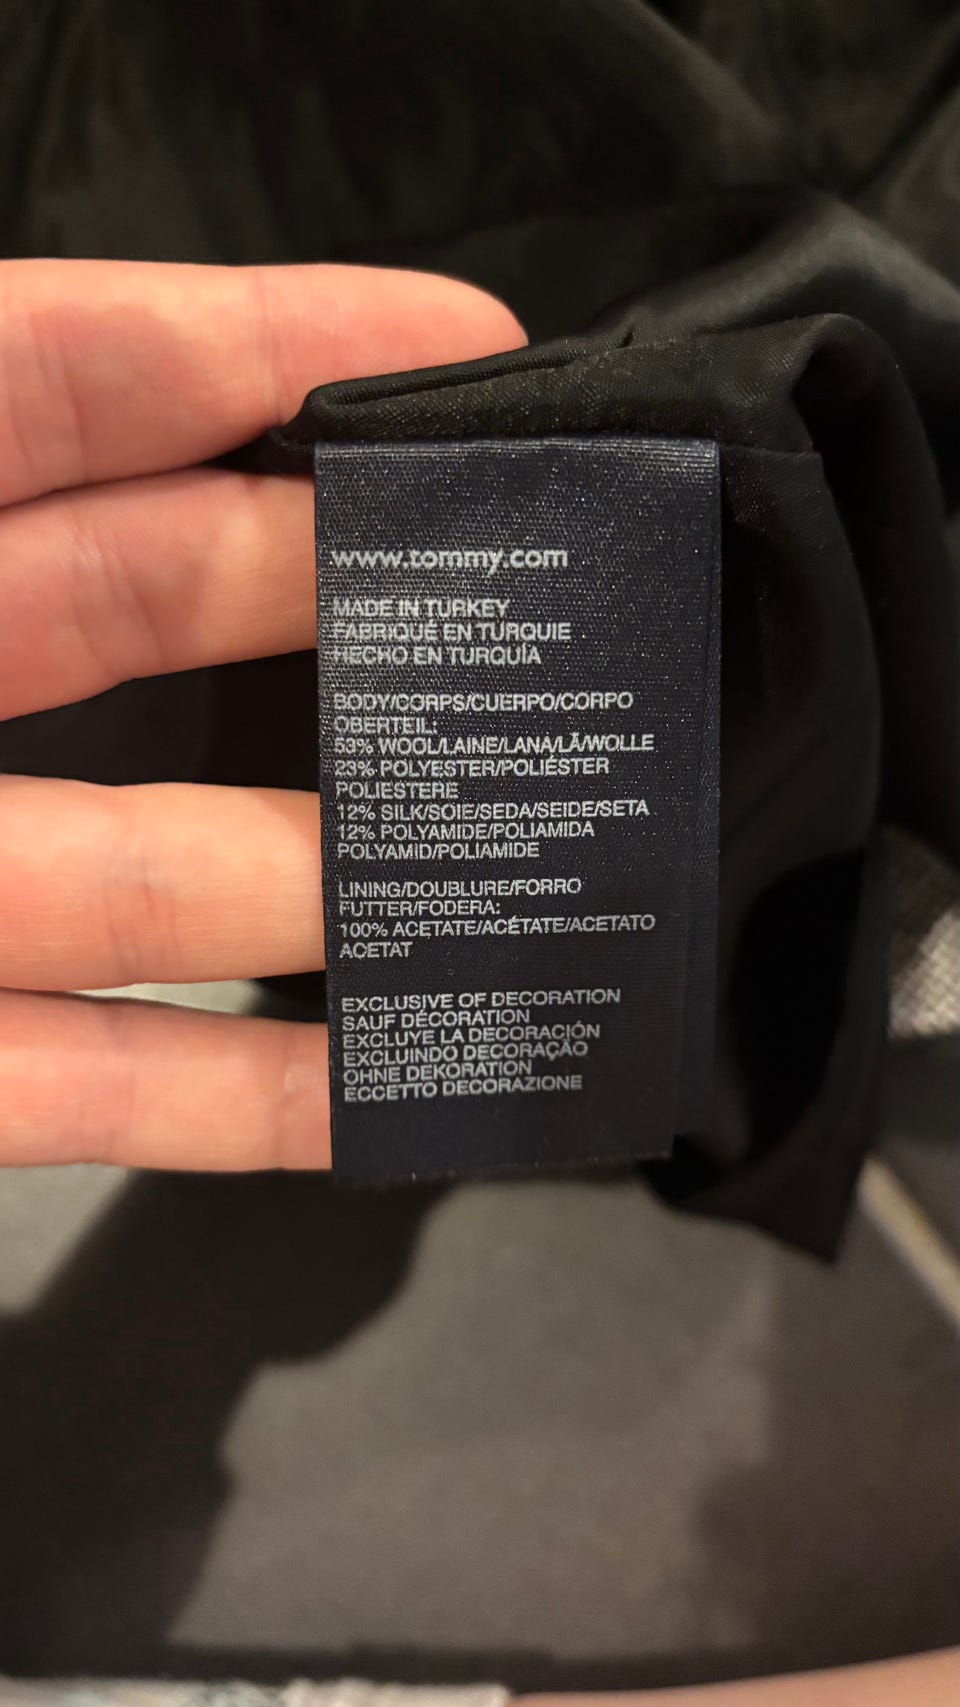 www.tommy.com
MADE IN TURKEY
FABRIQUÉ EN TURQUIE
HECHO EN TURQUÍA
BODY/CORPS/CUERPO/CORPO
OBERTEIL:
53% WOOL/LAINE/LANA/LÃ/WOLLE
23% POLYESTER/POLIÉSTER
POLIESTERE
12% SILK/SOIE/SEDA/SEIDE/SETA
12% POLYAMIDE/POLIAMIDA
POLYAMID/POLIAMIDE
LINING/DOUBLURE/FORRO
FUTTER/FODERA:
100% ACETATE/ACÉTATE/ACETATO
ACETAT
EXCLUSIVE OF DECORATION
SAUF DÉCORATION
EXCLUYE LA DECORACIÓN
EXCLUINDO DECORAÇÃO
OHNE DEKORATION
ECCETTO DECORAZIONE